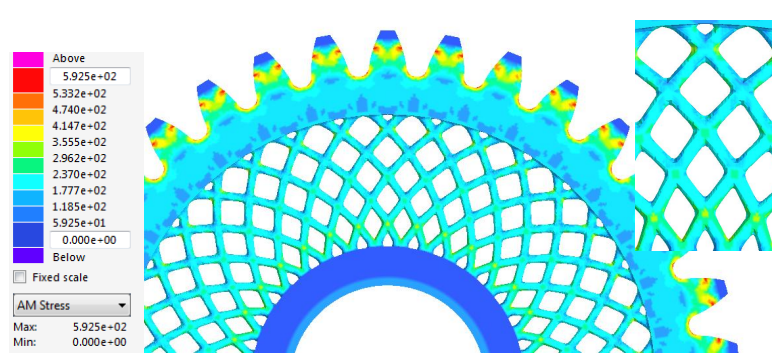 Above
5.925e+02
5.332e+02
4.740e+02
4.147e+02
3.555e+02
2.962e+02
2.370e+02
1.777e+02
1.185e+02
5.925e+01
0.000e+00
Below
Fixed scale
AM Stress
Max: 5.925e+02
Min: 0.000e+00